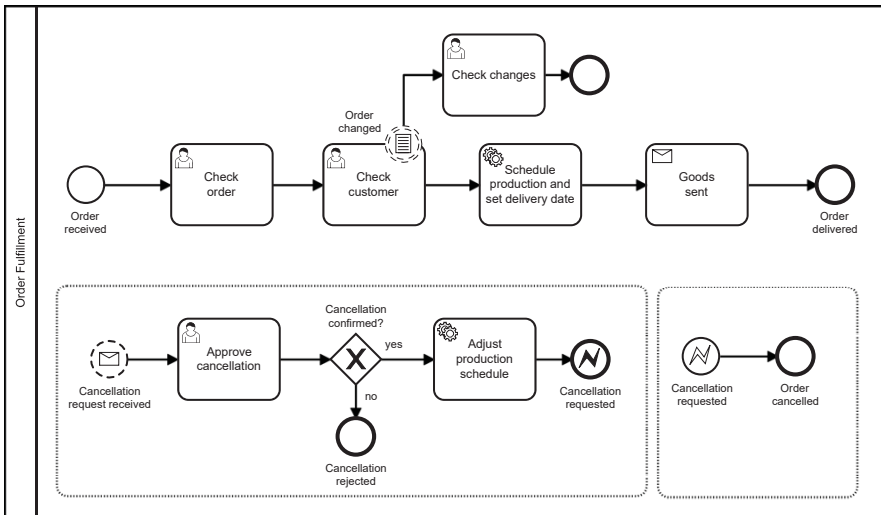 Order Fulfillment
Check changes
Order
changed
Check
order
Check
customer
Schedule
production and
set delivery date
Goods
sent
Order
received
Order
delivered
Cancellation
confirmed?
Approve
cancellation
yes
Adjust
production
schedule
no
Cancellation
request received
Cancellation
requested
Cancellation
rejected
Cancellation
requested
Order
cancelled